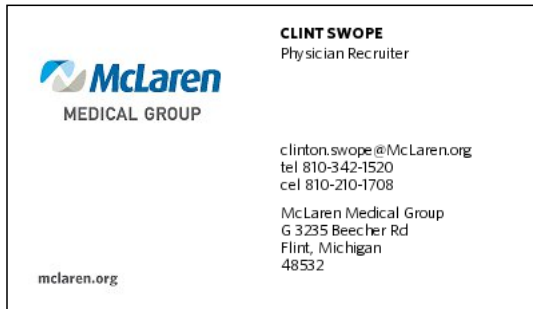 McLaren
MEDICAL GROUP
mclaren.org
CLINT SWOPE
Physician Recruiter
clinton.swope@McLaren.org
tel 810-342-1520
cel 810-210-1708
McLaren Medical Group
G 3235 Beecher Rd
Flint, Michigan
48532